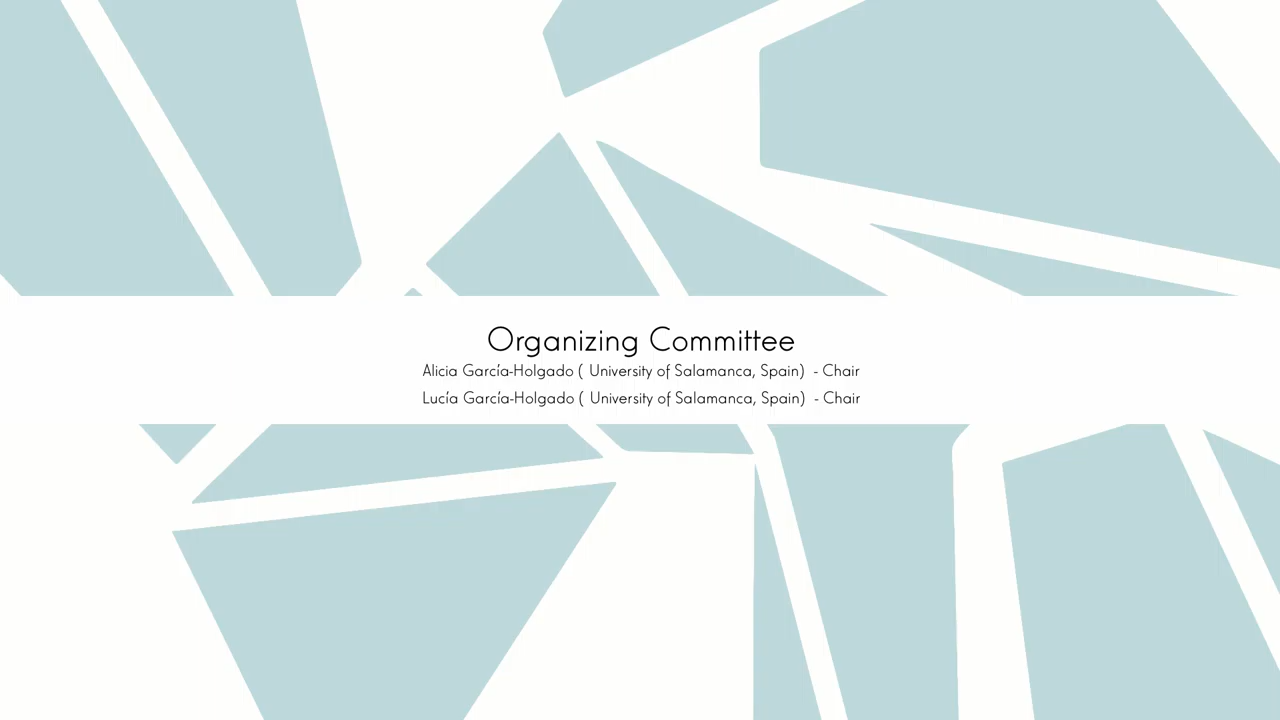 Organizing Committee
Alicia García-Holgado ( University of Salamanca, Spain) - Chair
Lucía García-Holgado ( University of Salamanca, Spain) - Chair